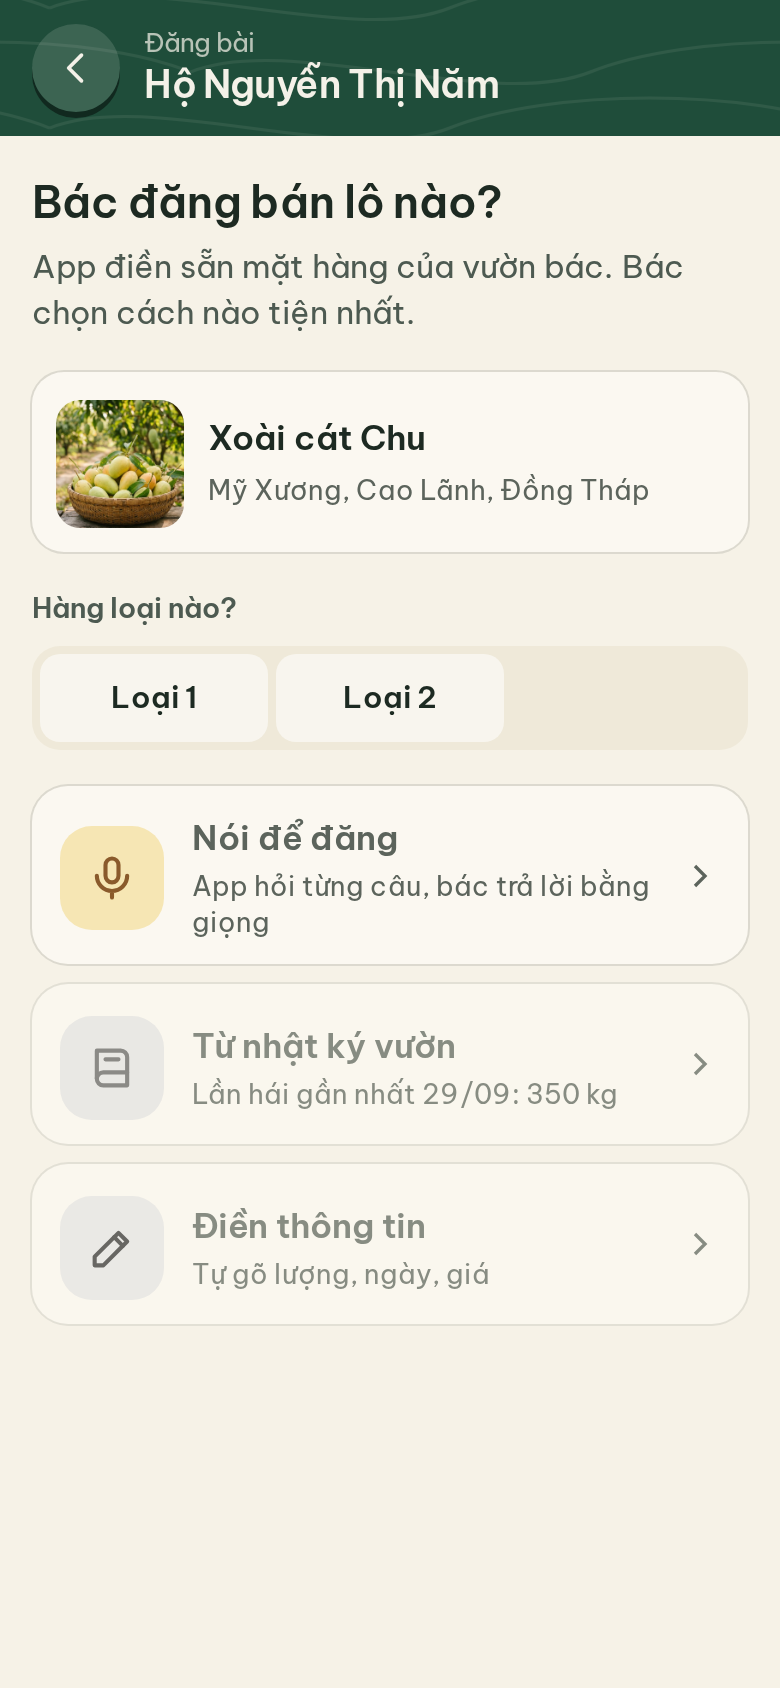 Đăng bài
Hộ Nguyễn Thị Năm
Bác đăng bán lô nào?
App điền sẵn mặt hàng của vườn bác. Bác
chọn cách nào tiện nhất.
Xoài cát Chu
Mỹ Xương, Cao Lãnh, Đồng Tháp
Hàng loại nào?
Loại 1
Loại 2
Nói để đăng
App hỏi từng câu, bác trả lời bằng
giọng
Từ nhật ký vườn
Lần hái gần nhất 29/09: 350 kg
Điền thông tin
Tự gõ lượng, ngày, giá